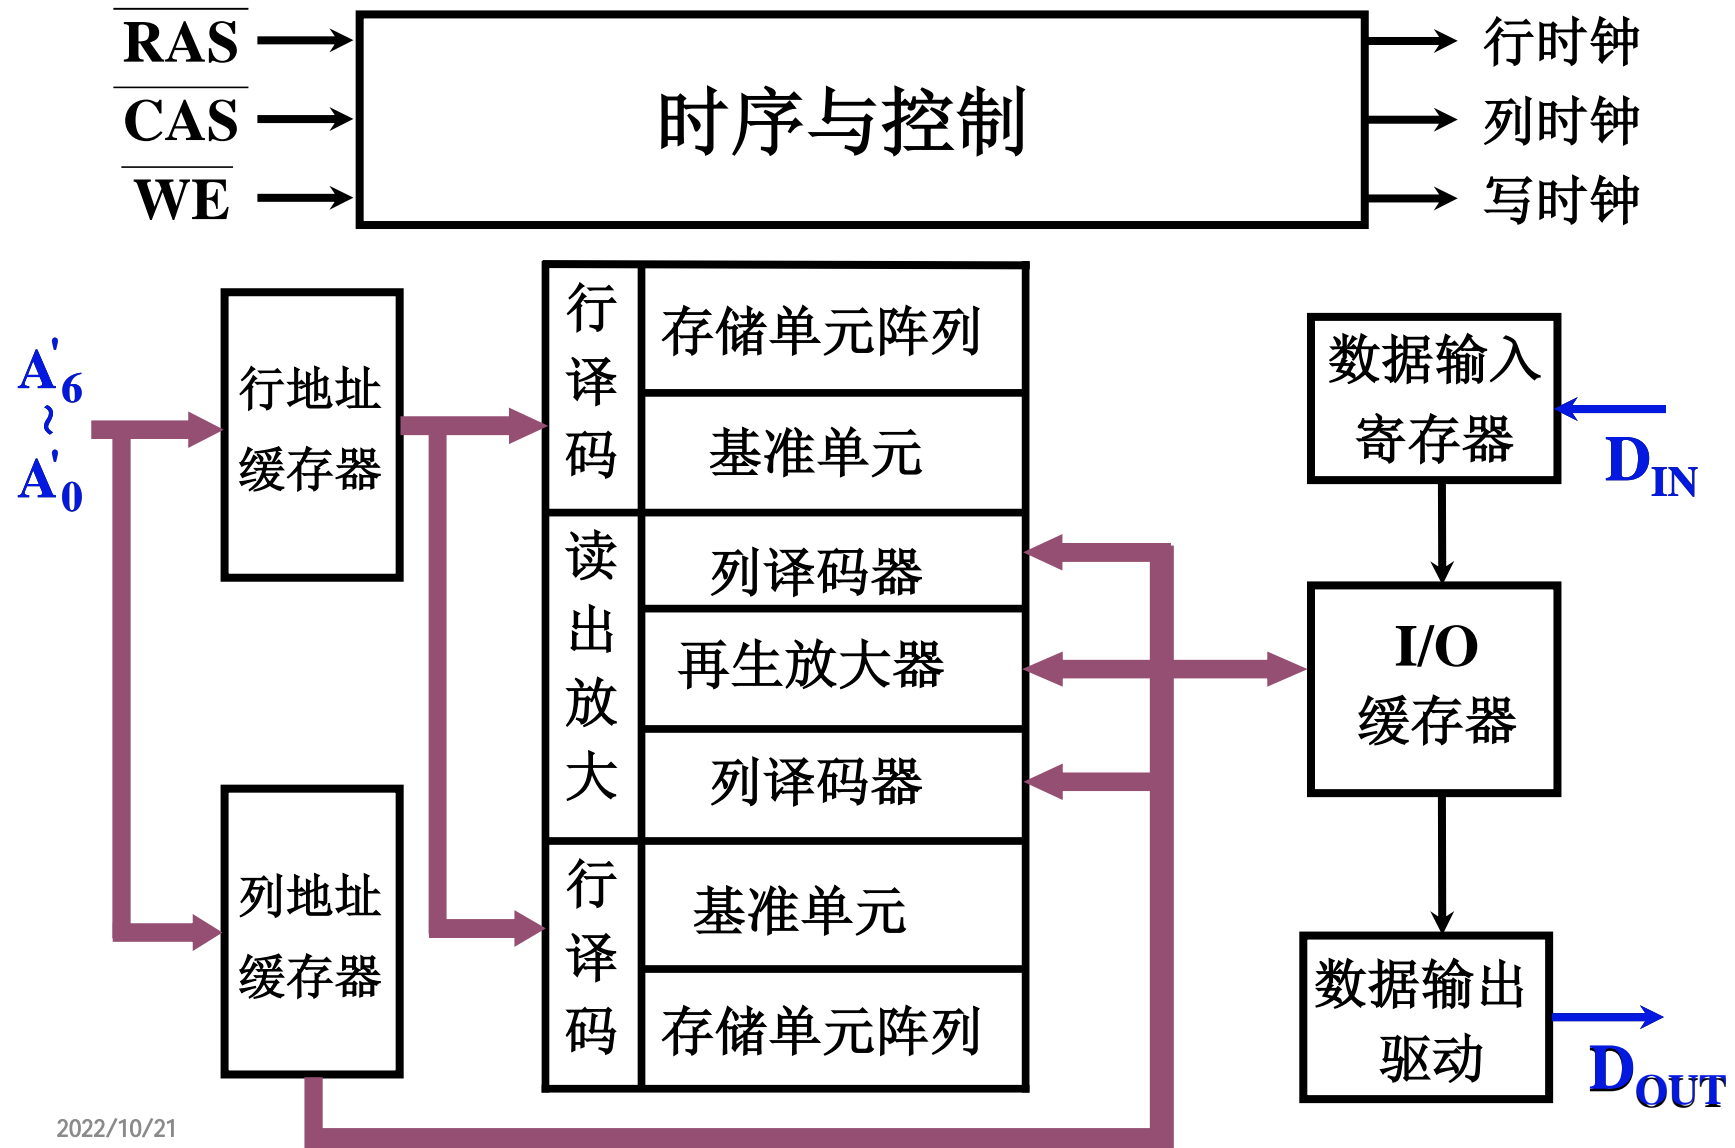 RAS
CAS
WE
时序与控制
行时钟
列时钟
写时钟
A'6
~
A'0
行地址
缓存器
列地址
缓存器
行
译
码
读
出
放
大
行
译
码
存储单元阵列
基准单元
列译码器
再生放大器
列译码器
基准单元
存储单元阵列
数据输入
寄存器
DIN
I/O
缓存器
数据输出
驱动
DOUT
2022/10/21